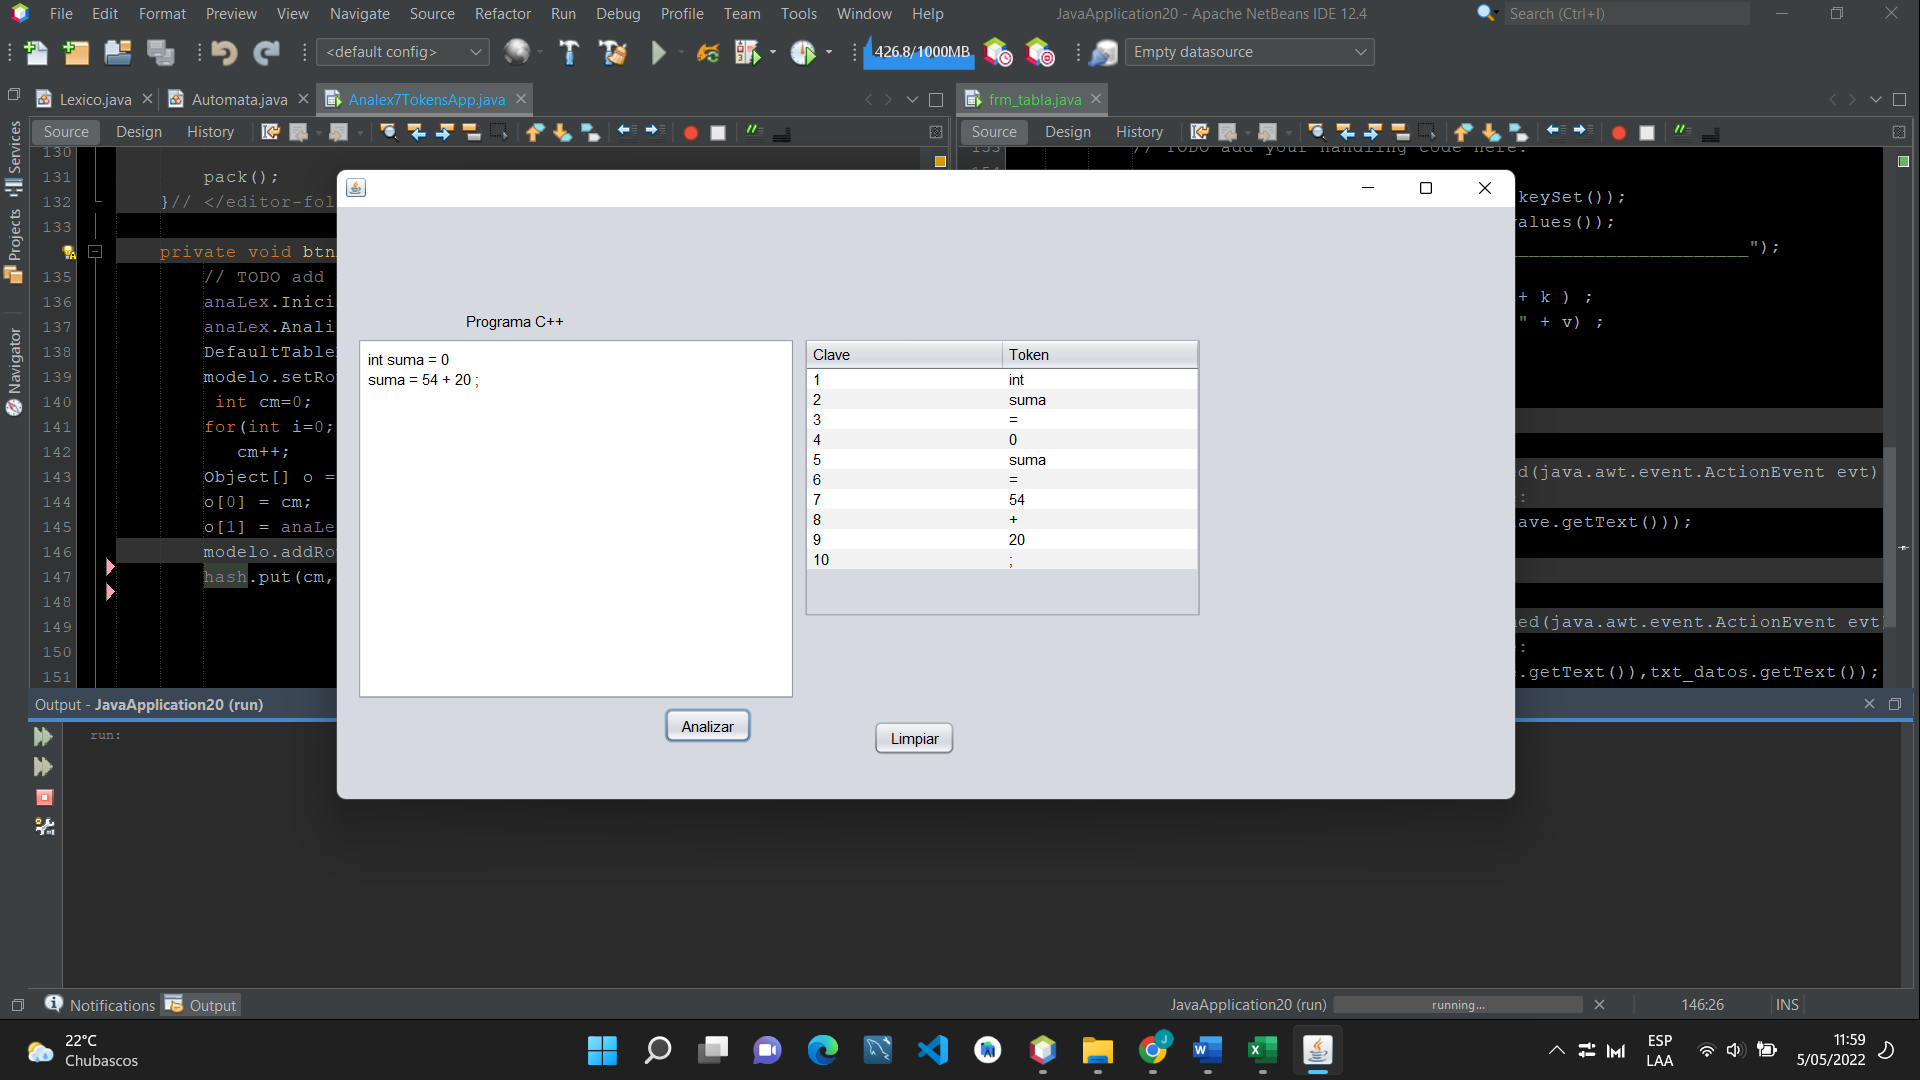 File Edit Format Preview View Navigate Source Refactor Run Debug Profile Team Tools Window Help JavaApplication20 - Apache NetBeans IDE 12.4 Search (Ctrl+I)
<default config> 426.8/1000MB Empty datasource
Lexico.java Automata.java Analex7TokensApp.java frm_tabla.java
Source Design History Source Design History
Services
Projects
Navigator
130
131 pack();
132 }// </editor-fol
133
private void btn
135 // TODO add
136 anaLex.Inici
137 anaLex.Anali
138 DefaultTable
139 modelo.setRo
140 int cm=0;
141 for(int i=0;
142 cm++;
143 Object[] o =
144 o[0] = cm;
145 o[1] = anaLe
146 modelo.addRo
147 hash.put(cm,
148
149
150
151
// TODO add your handling code here:
keySet());
alues());
");
+ k ) ;
" + v) ;
ed(java.awt.event.ActionEvent evt)
:
ave.getText()));
ed(java.awt.event.ActionEvent evt
:
.getText()),txt_datos.getText());
Programa C++
int suma = 0
suma = 54 + 20 ;
Clave Token
1 int
2 suma
3 =
4 0
5 suma
6 =
7 54
8 +
9 20
10 ;
Analizar
Limpiar
Output - JavaApplication20 (run)
run:
Notifications Output JavaApplication20 (run) running... 146:26 INS
22°C
Chubascos
J
ESP
LAA
11:59
5/05/2022